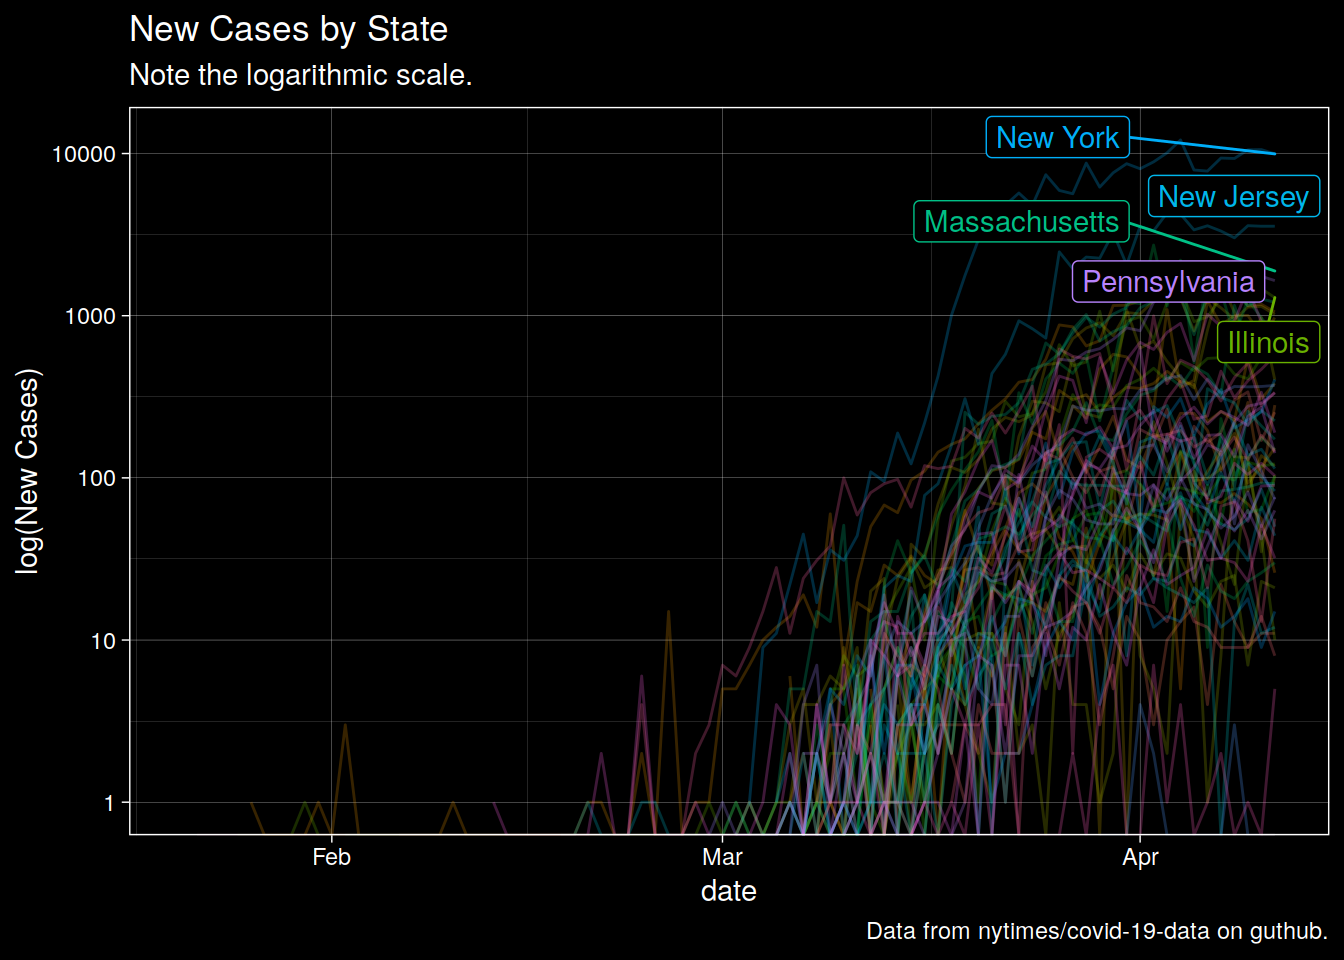 New Cases by State
Note the logarithmic scale.
New York
New Jersey
Massachusetts
Pennsylvania
Illinois
10000
1000
100
10
1
log(New Cases)
Feb
Mar
Apr
date
Data from nytimes/covid-19-data on guthub.